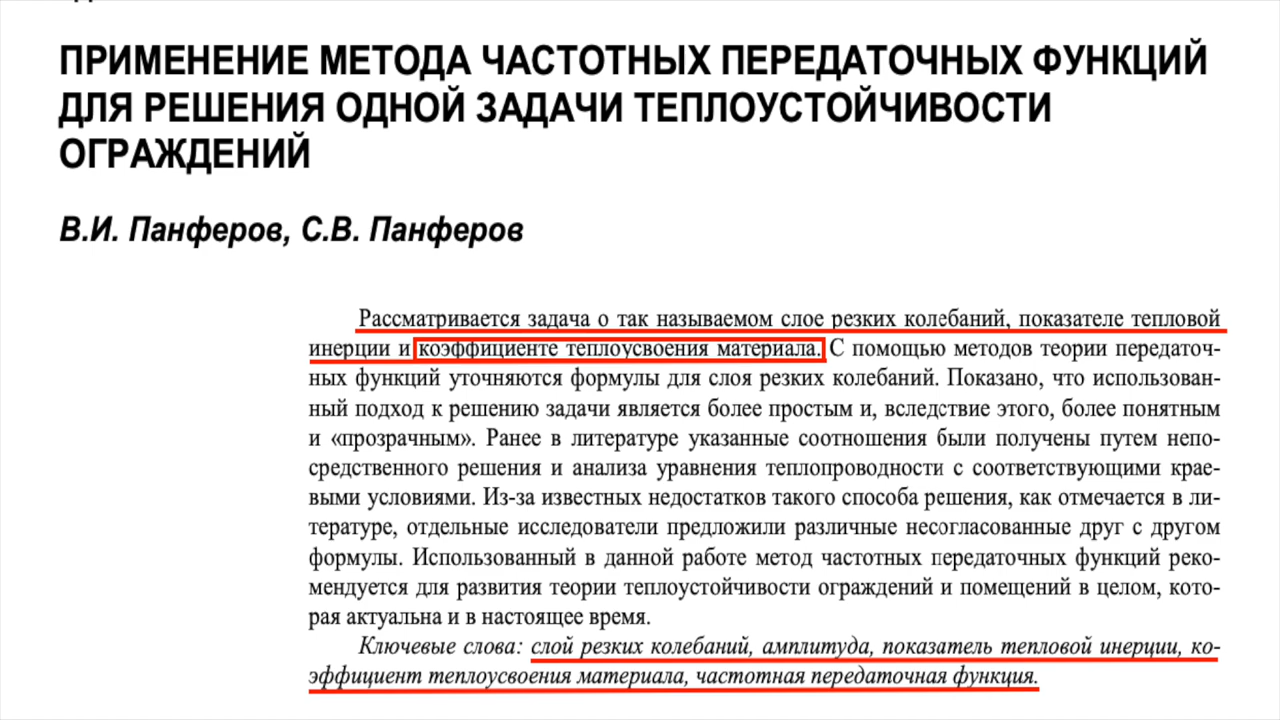 ПРИМЕНЕНИЕ МЕТОДА ЧАСТОТНЫХ ПЕРЕДАТОЧНЫХ ФУНКЦИЙ
ДЛЯ РЕШЕНИЯ ОДНОЙ ЗАДАЧИ ТЕПЛОУСТОЙЧИВОСТИ
ОГРАЖДЕНИЙ
В.И. Панферов, С.В. Панферов
Рассматривается задача о так называемом слое резких колебаний, показателе тепловой
инерции и коэффициенте теплоусвоения материала. С помощью методов теории передаточ-
ных функций уточняются формулы для слоя резких колебаний. Показано, что использован-
ный подход к решению задачи является более простым и, вследствие этого, более понятным
и «прозрачным». Ранее в литературе указанные соотношения были получены путем непо-
средственного решения и анализа уравнения теплопроводности с соответствующими крае-
выми условиями. Из-за известных недостатков такого способа решения, как отмечается в ли-
тературе, отдельные исследователи предложили различные несогласованные друг с другом
формулы. Использованный в данной работе метод частотных передаточных функций реко-
мендуется для развития теории теплоустойчивости ограждений и помещений в целом, кото-
рая актуальна и в настоящее время.
Ключевые слова: слой резких колебаний, амплитуда, показатель тепловой инерции, ко-
эффициент теплоусвоения материала, частотная передаточная функция.